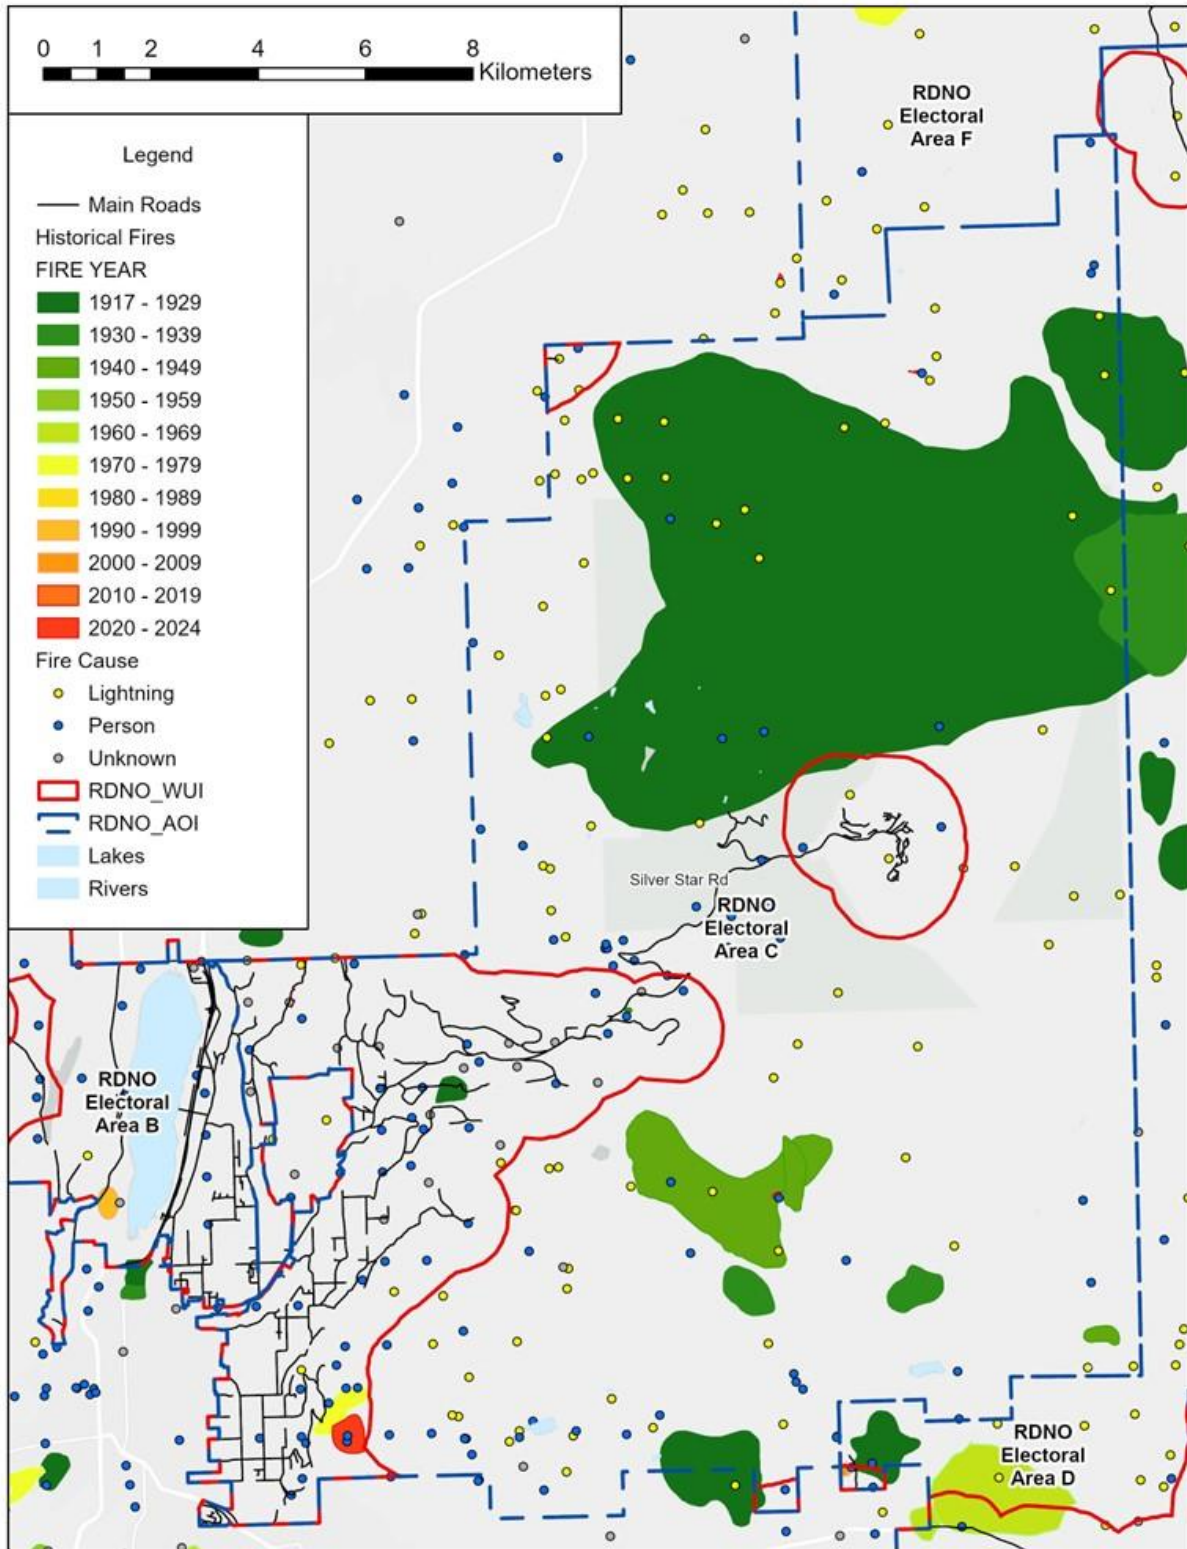 0 1 2 4 6 8
Kilometers
Legend
Main Roads
Historical Fires
FIRE YEAR
1917 - 1929
1930 - 1939
1940 - 1949
1950 - 1959
1960 - 1969
1970 - 1979
1980 - 1989
1990 - 1999
2000 - 2009
2010 - 2019
2020 - 2024
Fire Cause
Lightning
Person
Unknown
RDNO_WUI
RDNO_AOI
Lakes
Rivers
RDNO
Electoral
Area F
Silver Star Rd
RDNO
Electoral
Area C
RDNO
Electoral
Area B
RDNO
Electoral
Area D